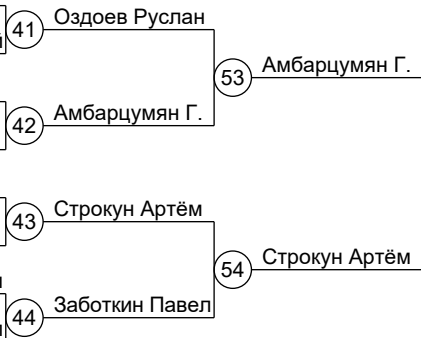 41 Оздоев Руслан
53 Амбарцумян Г.
42 Амбарцумян Г.
43 Строкун Артём
54 Строкун Артём
44 Заботкин Павел